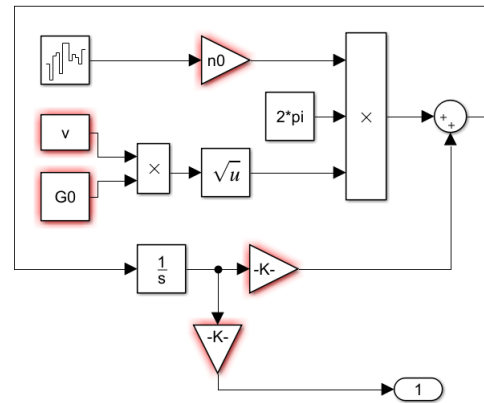 n0
2*pi
×
+
+
v
G0
×
√u
1
s
-K-
-K-
1